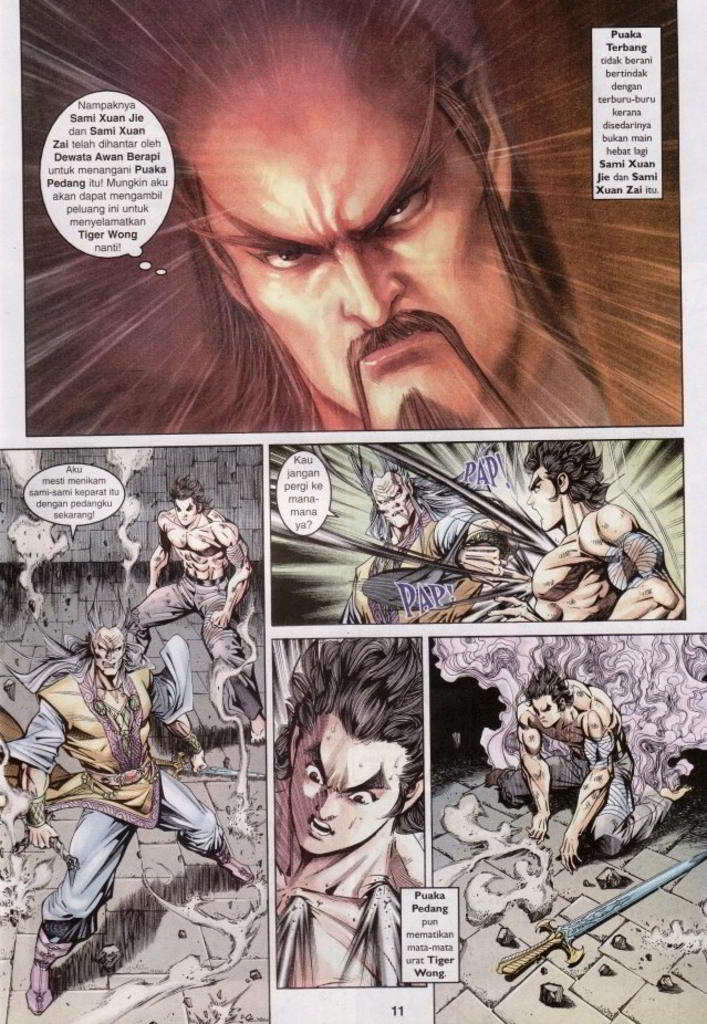 Nampaknya
Sami Xuan Jie
dan Sami Xuan
Zai telah dihantar oleh
Dewata Awan Berapi
untuk menangani Puaka
Pedang itu! Mungkin aku
akan dapat mengambil
peluang ini untuk
menyelamatkan
Tiger Wong
nanti!
Puaka
Terbang
tidak berani
bertindak
dengan
terburu-buru
kerana
disedarinya
bukan main
hebat lagi
Sami Xuan
Jie dan Sami
Xuan Zai itu.
Aku
mesti menikam
sami-sami keparat itu
dengan pedangku
sekarang!
Kau
jangan
pergi ke
mana-
mana
ya?
PAP!
PAP!
Puaka
Pedang
pun
mematikan
mata-mata
urat Tiger
Wong.
11